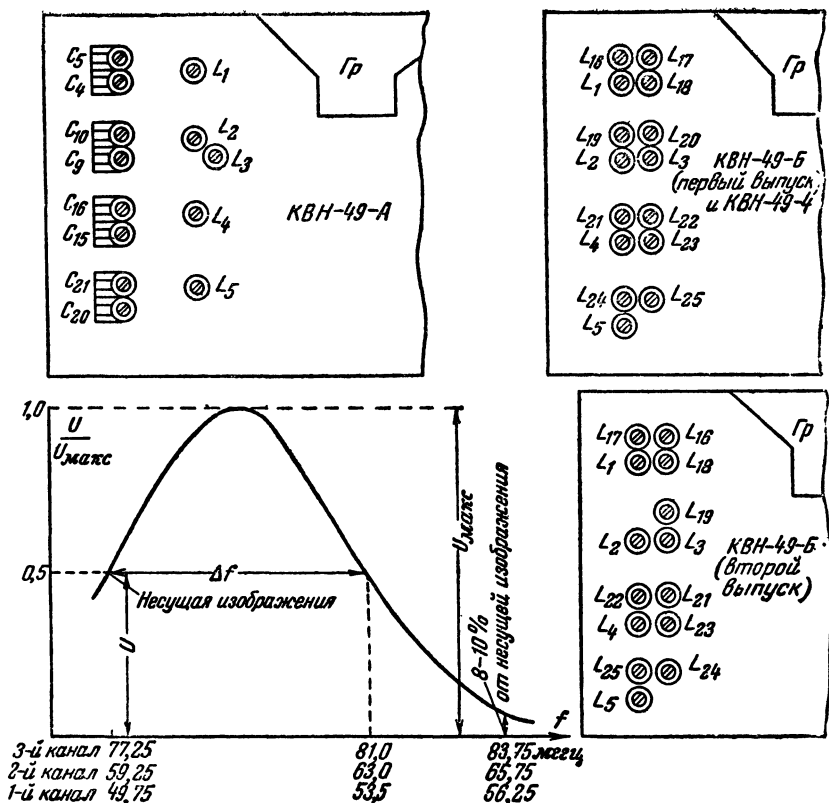 C5
C4
L1
Гр
C10
C9
L2
L3
C16
C15
L4
КВН-49-А
C21
C20
L5
L16 L17
L1 L18
Гр
L19 L20
L2 L3
КВН-49-Б
(первый выпуск
и КВН-49-4)
L21 L22
L4 L23
L24 L25
L5
1,0
U
Uмакс
0,5
Δf
Несущая изображения
U
Uмакс
8-10%
от несущей изображения
f
3-й канал 77,25 81,0 83,75 мггц
2-й канал 59,25 63,0 65,75
1-й канал 49,75 53,5 56,25
L17 L16
L1 L18
Гр
L19
L2 L3
КВН-49-Б
(второй
выпуск)
L22 L21
L4 L23
L25 L24
L5